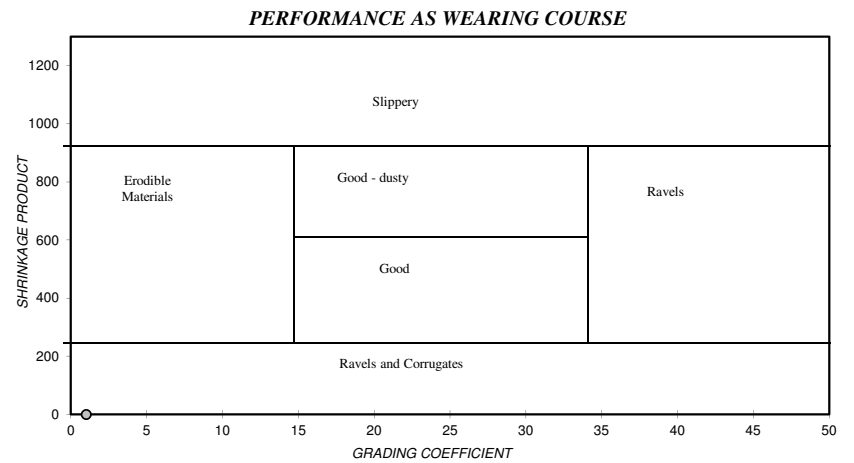 PERFORMANCE AS WEARING COURSE
1200
Slippery
1000
800
Erodible
Materials
Good - dusty
Ravels
SHRINKAGE PRODUCT
600
Good
400
200
Ravels and Corrugates
0
0 5 10 15 20 25 30 35 40 45 50
GRADING COEFFICIENT